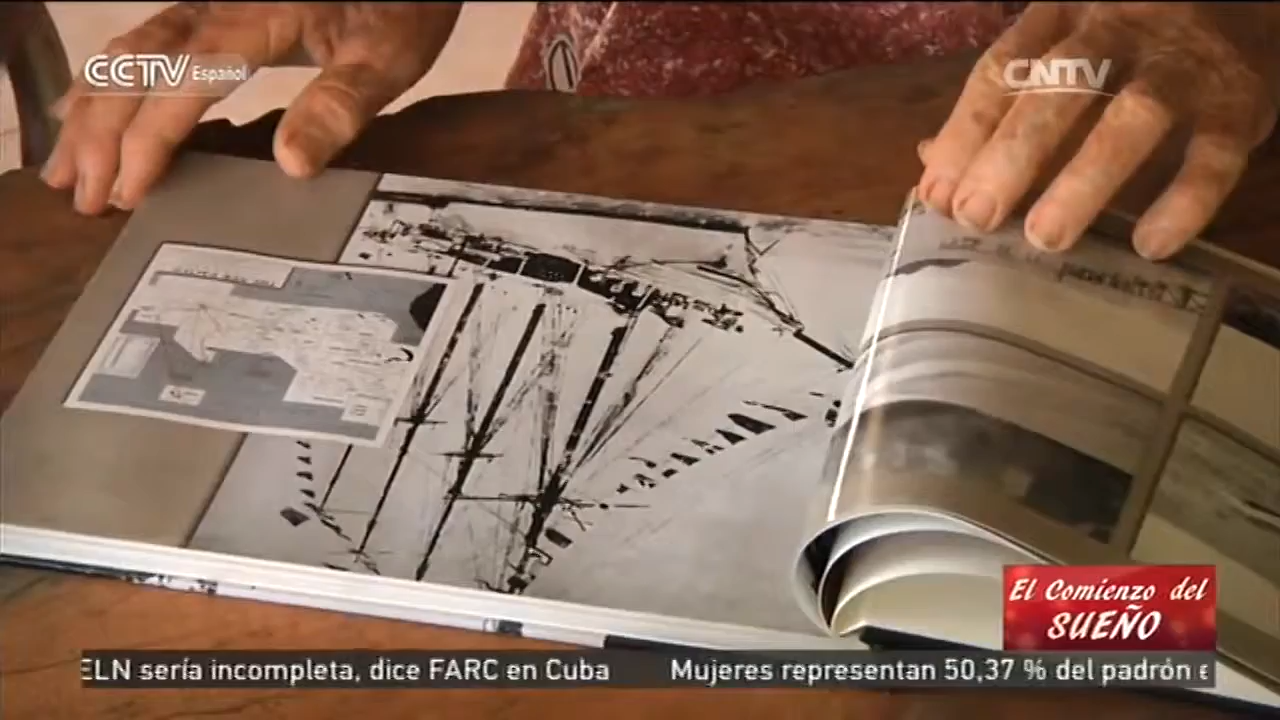 CCTV Español
CNTV
El Comienzo del
SUEÑO
ELN sería incompleta, dice FARC en Cuba
Mujeres representan 50,37 % del padrón